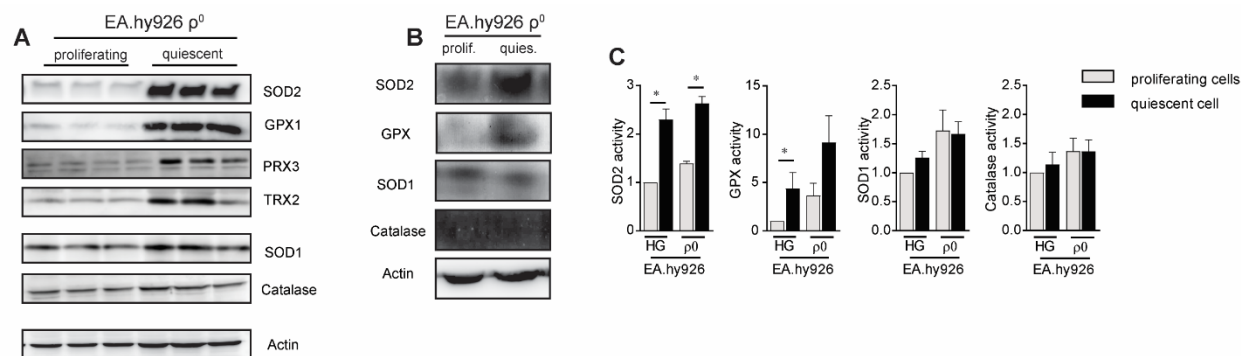 A
EA.hy926 ρ⁰
proliferating quiescent
SOD2
GPX1
PRX3
TRX2
SOD1
Catalase
Actin
B
EA.hy926 ρ⁰
prolif. quies.
SOD2
GPX
SOD1
Catalase
Actin
C
SOD2 activity
3
2
1
0
*
*
HG ρ0
EA.hy926
GPX activity
15
10
5
0
*
HG ρ0
EA.hy926
SOD1 activity
2.5
2.0
1.5
1.0
0.5
0.0
HG ρ0
EA.hy926
Catalase activity
2.5
2.0
1.5
1.0
0.5
0.0
HG ρ0
EA.hy926
proliferating cells
quiescent cell